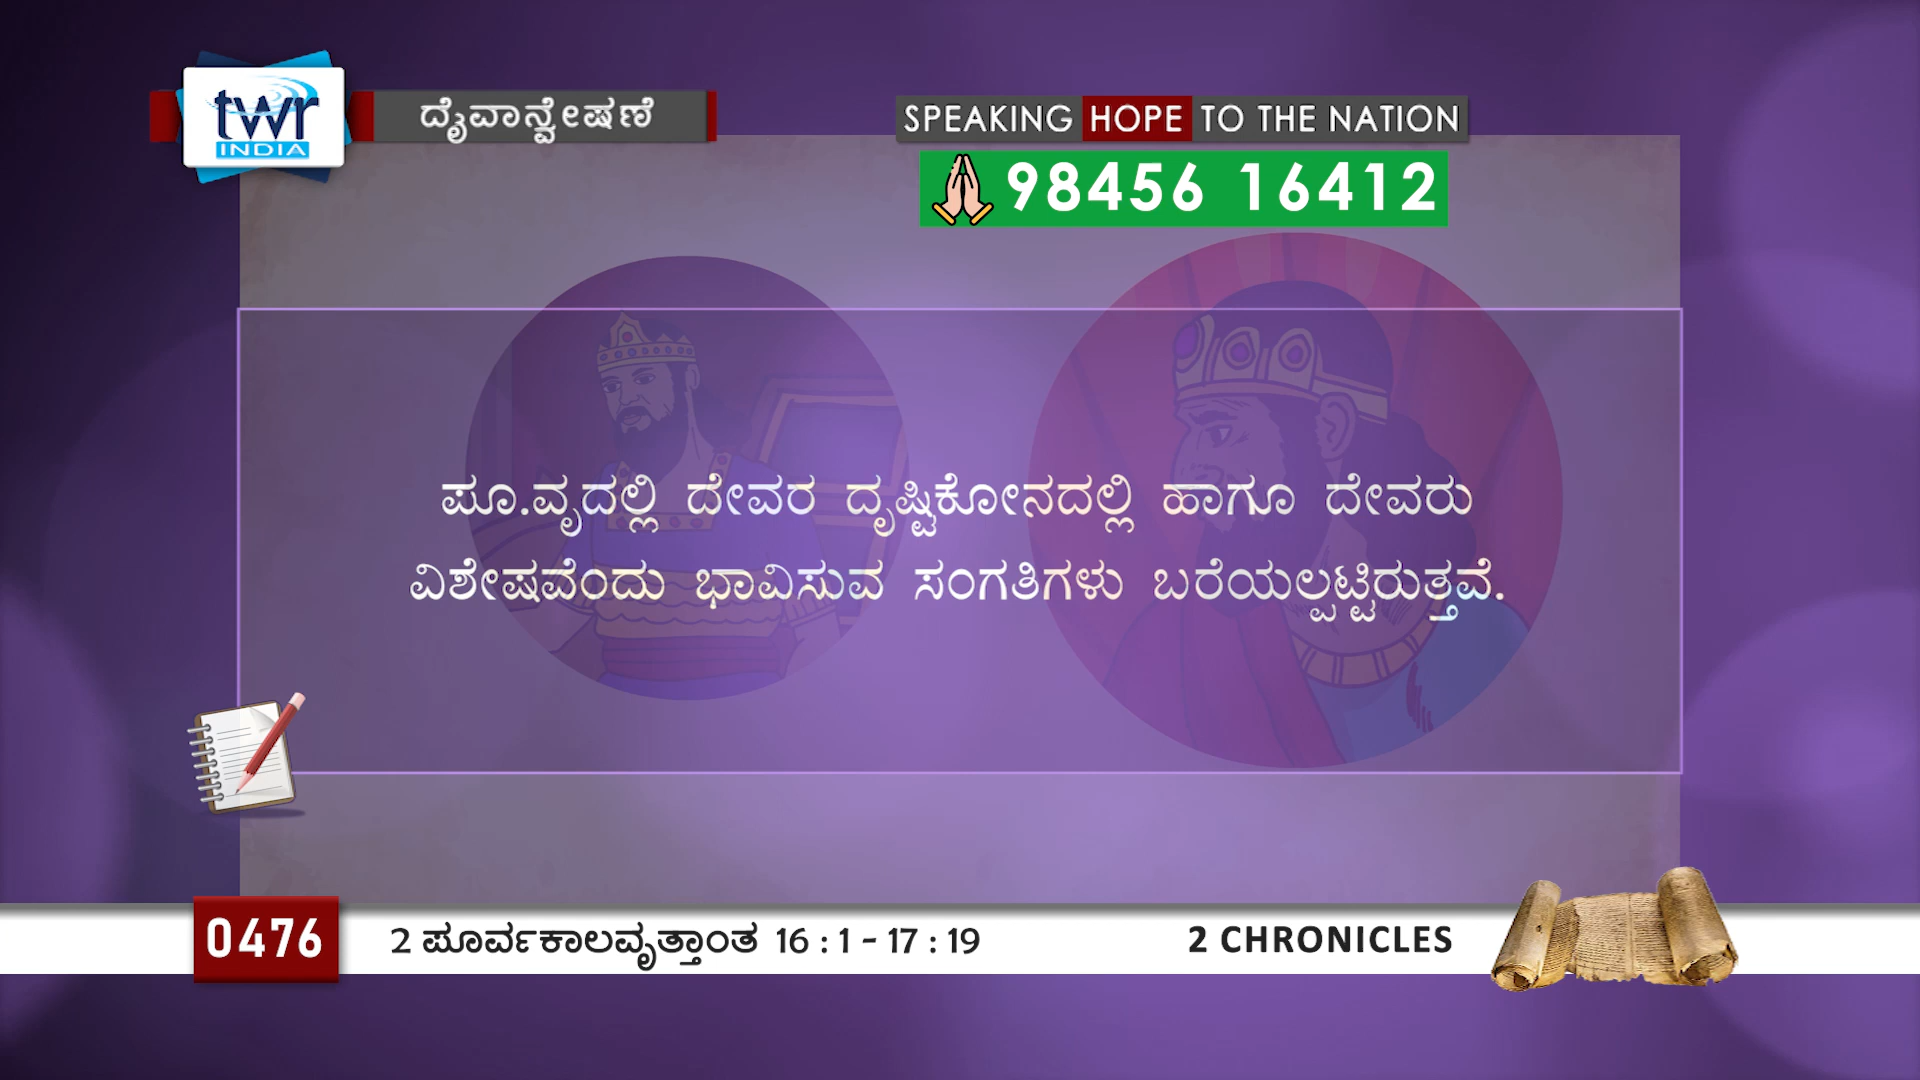 twr
INDIA
ದೈವಾನ್ವೇಷಣೆ
SPEAKING HOPE TO THE NATION
98456 16412
ಪೂ.ವೃದಲ್ಲಿ ದೇವರ ದೃಷ್ಟಿಕೋನದಲ್ಲಿ ಹಾಗೂ ದೇವರು
ವಿಶೇಷವೆಂದು ಭಾವಿಸುವ ಸಂಗತಿಗಳು ಬರೆಯಲ್ಪಟ್ಟಿರುತ್ತವೆ.
0476
2 ಪೂರ್ವಕಾಲವೃತ್ತಾಂತ 16 : 1 - 17 : 19
2 CHRONICLES